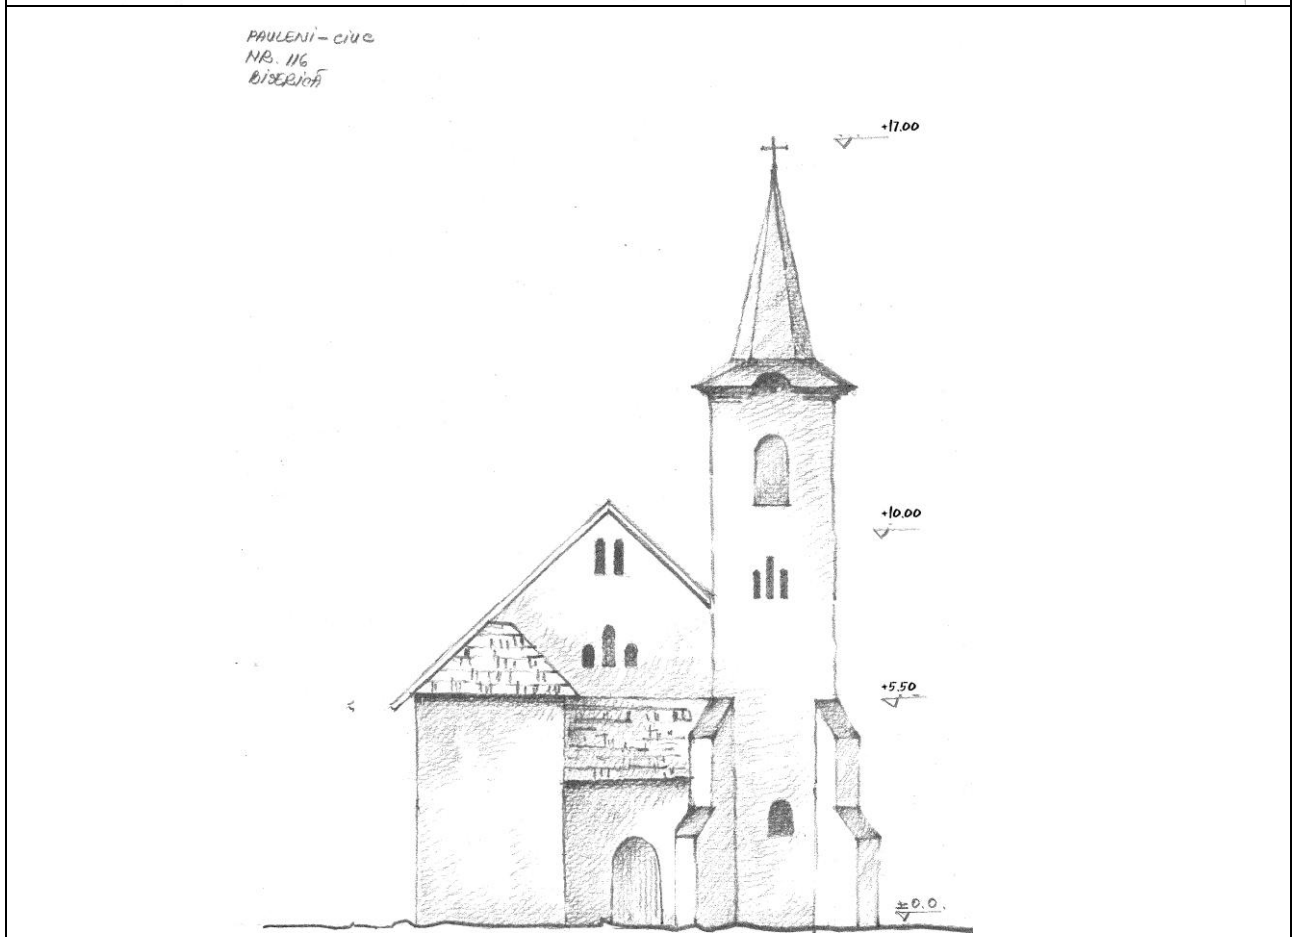 PAULENI-CIUC
NR. 116
BISERICĂ
+17.00
+10.00
+5.50
±0.0.